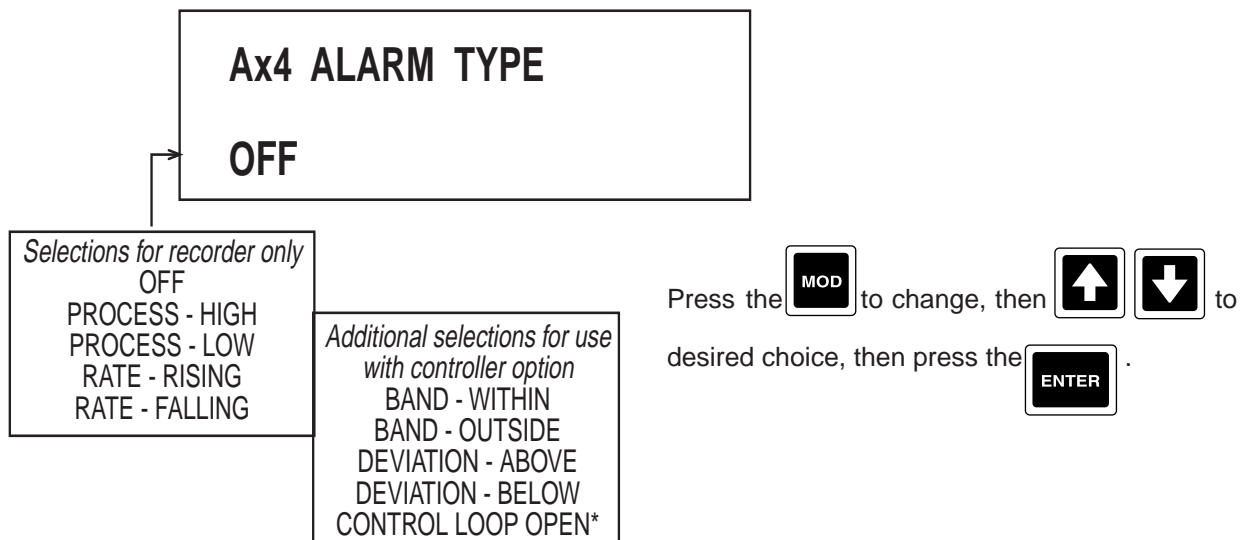 Ax4 ALARM TYPE
OFF
Selections for recorder only
OFF
PROCESS - HIGH
PROCESS - LOW
RATE - RISING
RATE - FALLING
Additional selections for use
with controller option
BAND - WITHIN
BAND - OUTSIDE
DEVIATION - ABOVE
DEVIATION - BELOW
CONTROL LOOP OPEN*
Press the MOD to change, then to
desired choice, then press the ENTER .